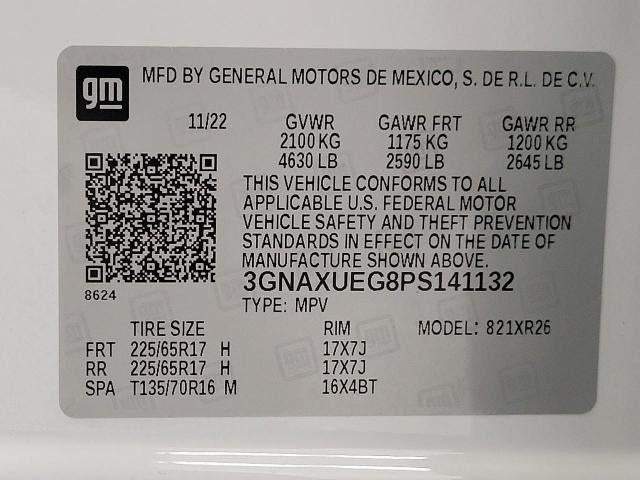 gm MFD BY GENERAL MOTORS DE MEXICO, S. DE R.L. DE C.V.
11/22 GVWR GAWR FRT GAWR RR
2100 KG 1175 KG 1200 KG
4630 LB 2590 LB 2645 LB
THIS VEHICLE CONFORMS TO ALL
APPLICABLE U.S. FEDERAL MOTOR
VEHICLE SAFETY AND THEFT PREVENTION
STANDARDS IN EFFECT ON THE DATE OF
MANUFACTURE SHOWN ABOVE.
3GNAXUEG8PS141132
8624
TYPE: MPV
TIRE SIZE RIM MODEL: 821XR26
FRT 225/65R17 H 17X7J
RR 225/65R17 H 17X7J
SPA T135/70R16 M 16X4BT